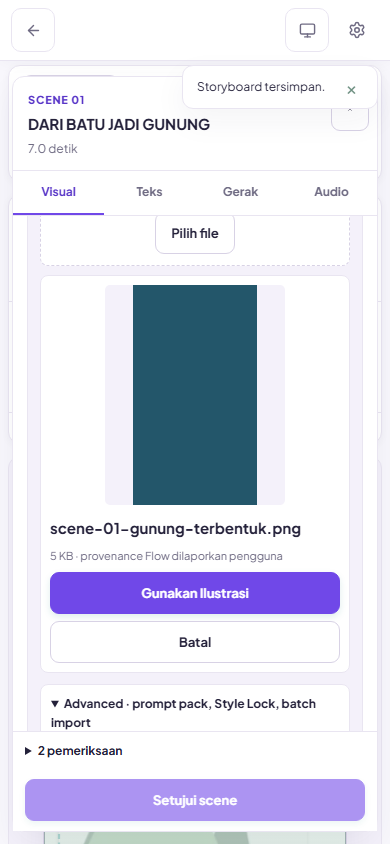 Storyboard tersimpan.
SCENE 01
DARI BATU JADI GUNUNG
7.0 detik
Visual
Teks
Gerak
Audio
Pilih file
scene-01-gunung-terbentuk.png
5 KB · provenance Flow dilaporkan pengguna
Gunakan Ilustrasi
Batal
Advanced · prompt pack, Style Lock, batch
import
2 pemeriksaan
Setujui scene